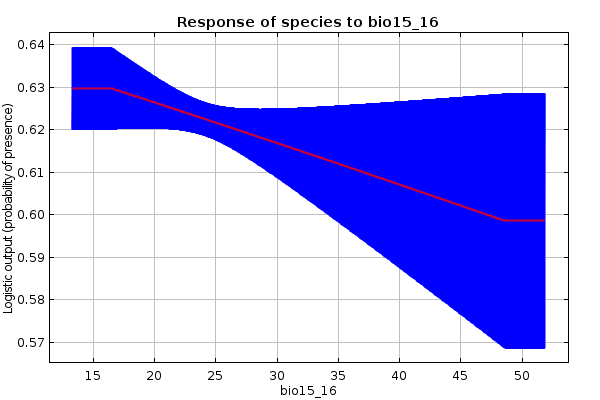 Response of species to bio15_16
Logistic output (probability of presence)
0.64
0.63
0.62
0.61
0.60
0.59
0.58
0.57
15 20 25 30 35 40 45 50
bio15_16